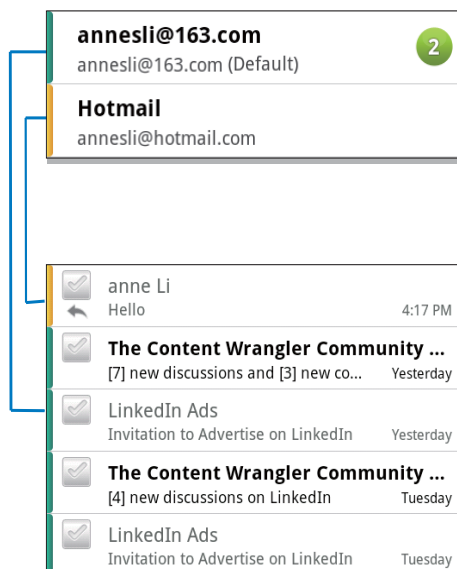 annesli@163.com
2
annesli@163.com (Default)
Hotmail
annesli@hotmail.com
anne Li
Hello 4:17 PM
The Content Wrangler Community ...
[7] new discussions and [3] new co... Yesterday
LinkedIn Ads
Invitation to Advertise on LinkedIn Yesterday
The Content Wrangler Community ...
[4] new discussions on LinkedIn Tuesday
LinkedIn Ads
Invitation to Advertise on LinkedIn Tuesday